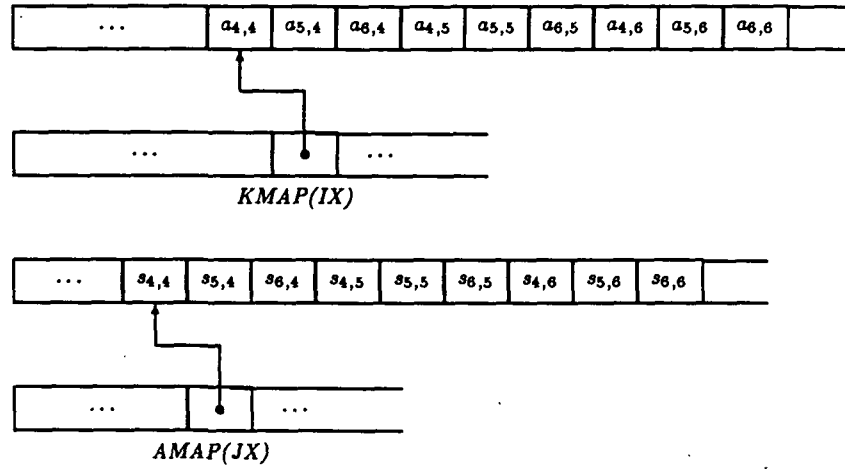 ... a4,4 a5,4 a6,4 a4,5 a5,5 a6,5 a4,6 a5,6 a6,6
... ...
KMAP(IX)
... s4,4 s5,4 s6,4 s4,5 s5,5 s6,5 s4,6 s5,6 s6,6
... ...
AMAP(JX)